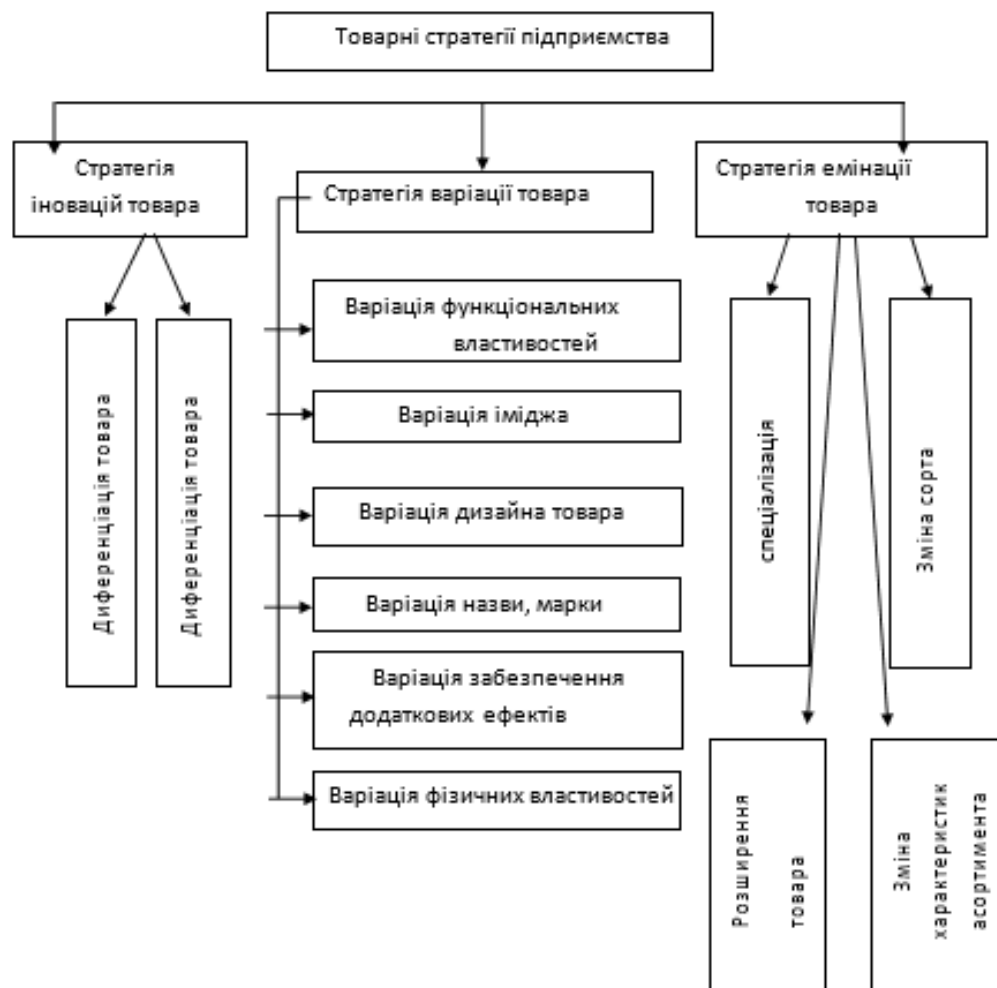 Товарні стратегії підприємства
Стратегія
іновацій товара
Диференціація товара
Диференціація товара
Стратегія варіації товара
Варіація функціональних
властивостей
Варіація іміджа
Варіація дизайна товара
Варіація назви, марки
Варіація забезпечення
додаткових ефектів
Варіація фізичних властивостей
Стратегія емінації
товара
спеціалізація
Зміна сорта
Розширення
товара
Зміна
характеристик
асортимента